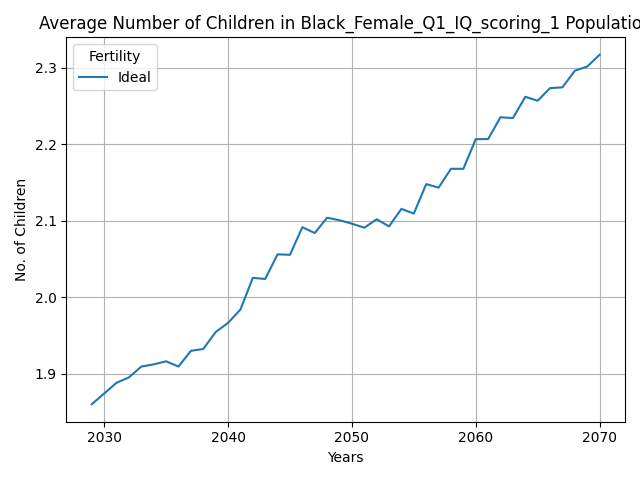 Average Number of Children in Black_Female_Q1_IQ_scoring_1 Populatio
Fertility
Ideal
2.3
2.2
2.1
2.0
1.9
No. of Children
2030 2040 2050 2060 2070
Years